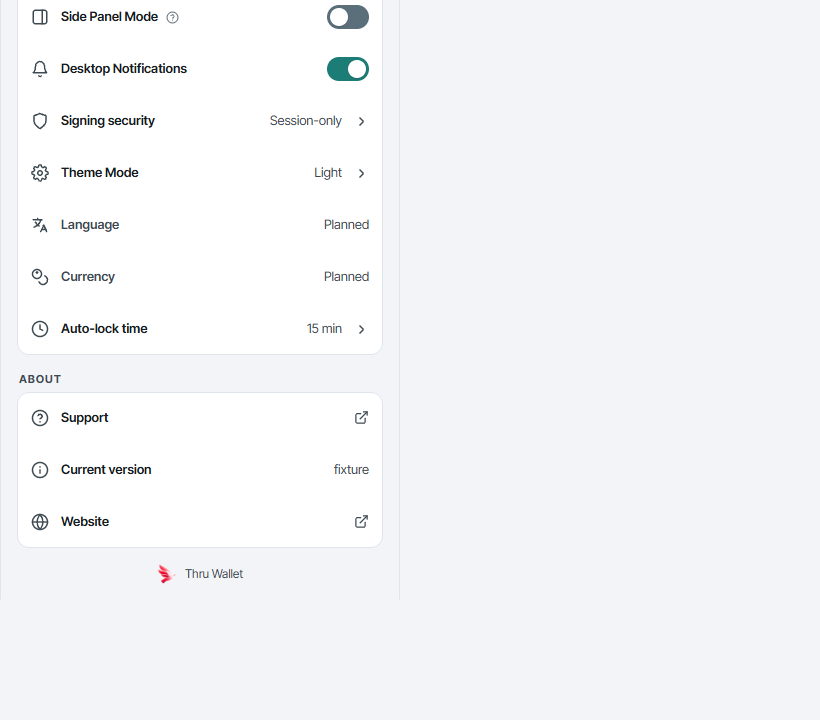 Side Panel Mode
Desktop Notifications
Signing security Session-only
Theme Mode Light
Language Planned
Currency Planned
Auto-lock time 15 min
ABOUT
Support
Current version fixture
Website
Thru Wallet